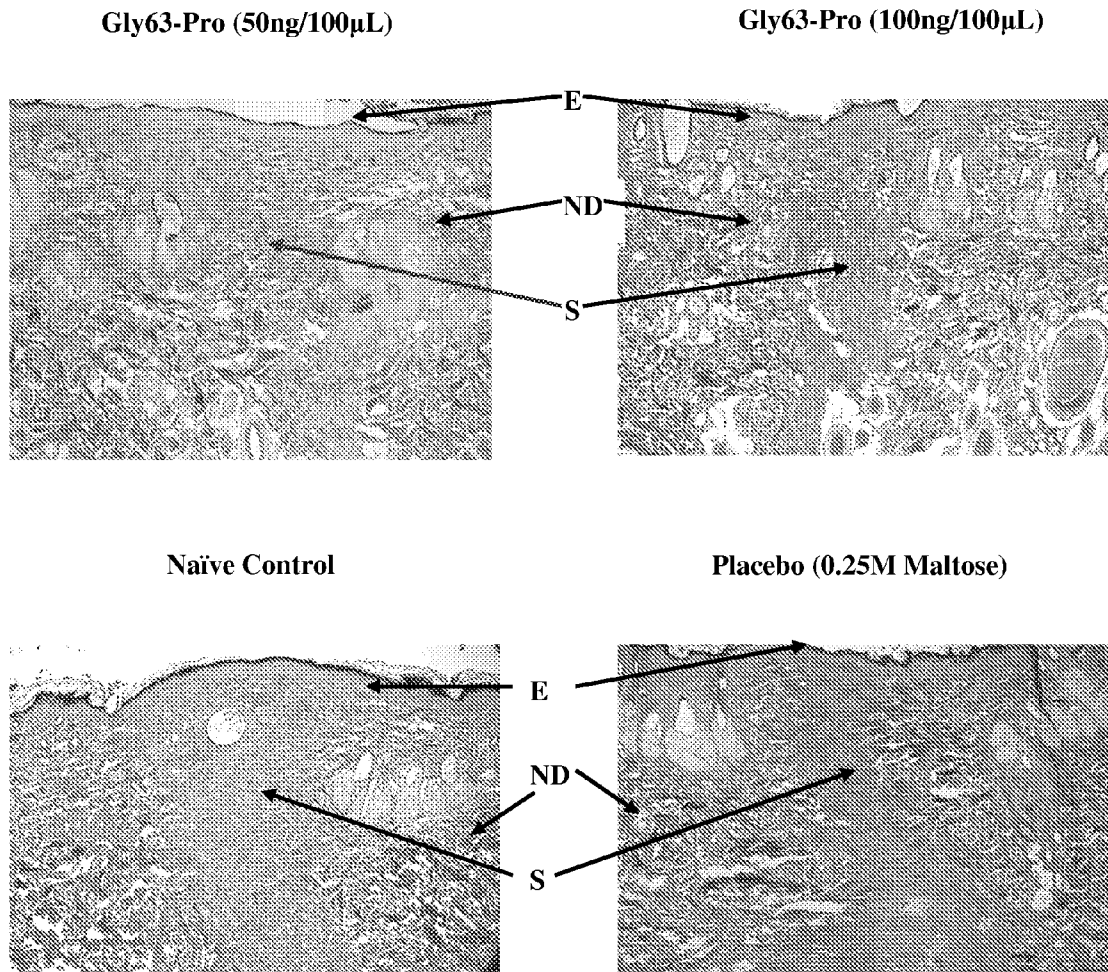 Gly63-Pro (50ng/100µL)
Gly63-Pro (100ng/100µL)
E
ND
S
Naïve Control
Placebo (0.25M Maltose)
E
ND
S